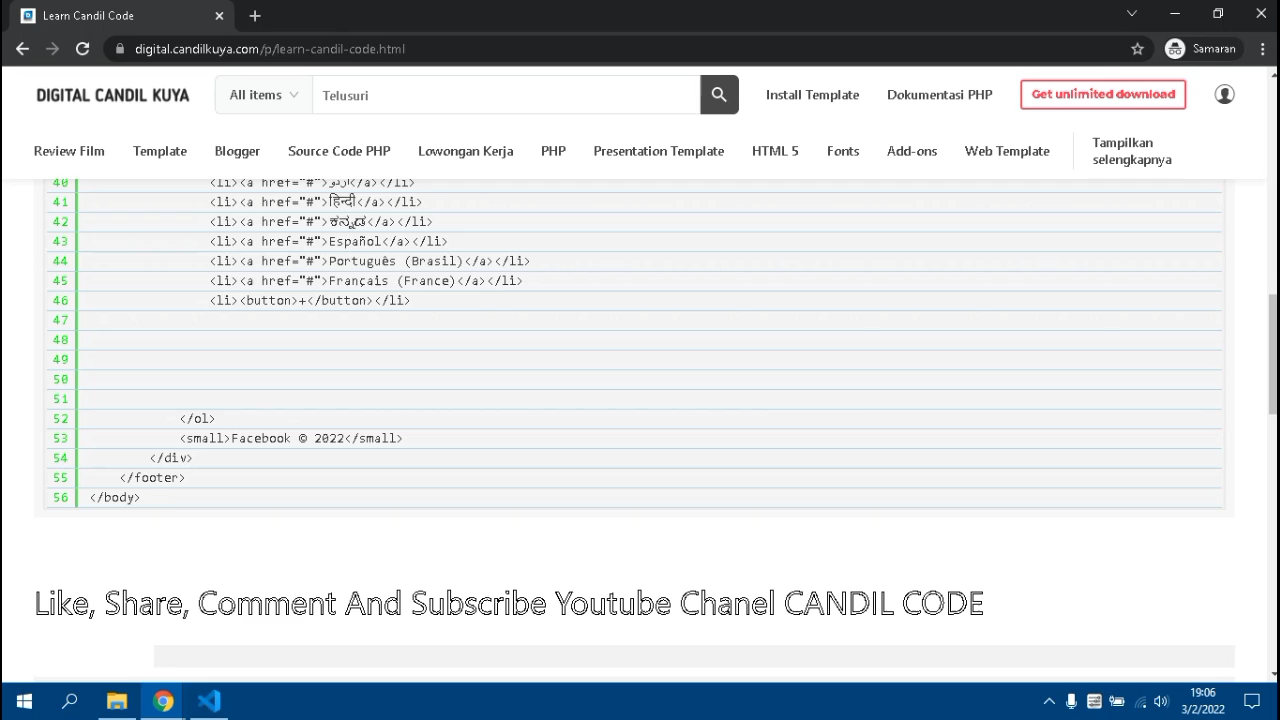 Learn Candil Code
digital.candilkuya.com/p/learn-candil-code.html
Samaran
DIGITAL CANDIL KUYA
All items
Telusuri
Install Template
Dokumentasi PHP
Get unlimited download
Review Film
Template
Blogger
Source Code PHP
Lowongan Kerja
PHP
Presentation Template
HTML 5
Fonts
Add-ons
Web Template
Tampilkan
selengkapnya
40 <li><a href="#">اردو</a></li>
41 <li><a href="#">हिन्दी</a></li>
42 <li><a href="#">ಕನ್ನಡ</a></li>
43 <li><a href="#">Español</a></li>
44 <li><a href="#">Português (Brasil)</a></li>
45 <li><a href="#">Français (France)</a></li>
46 <li><button>+</button></li>
47
48
49
50
51
52 </ol>
53 <small>Facebook © 2022</small>
54 </div>
55 </footer>
56 </body>
Like, Share, Comment And Subscribe Youtube Chanel CANDIL CODE
19:06
3/2/2022